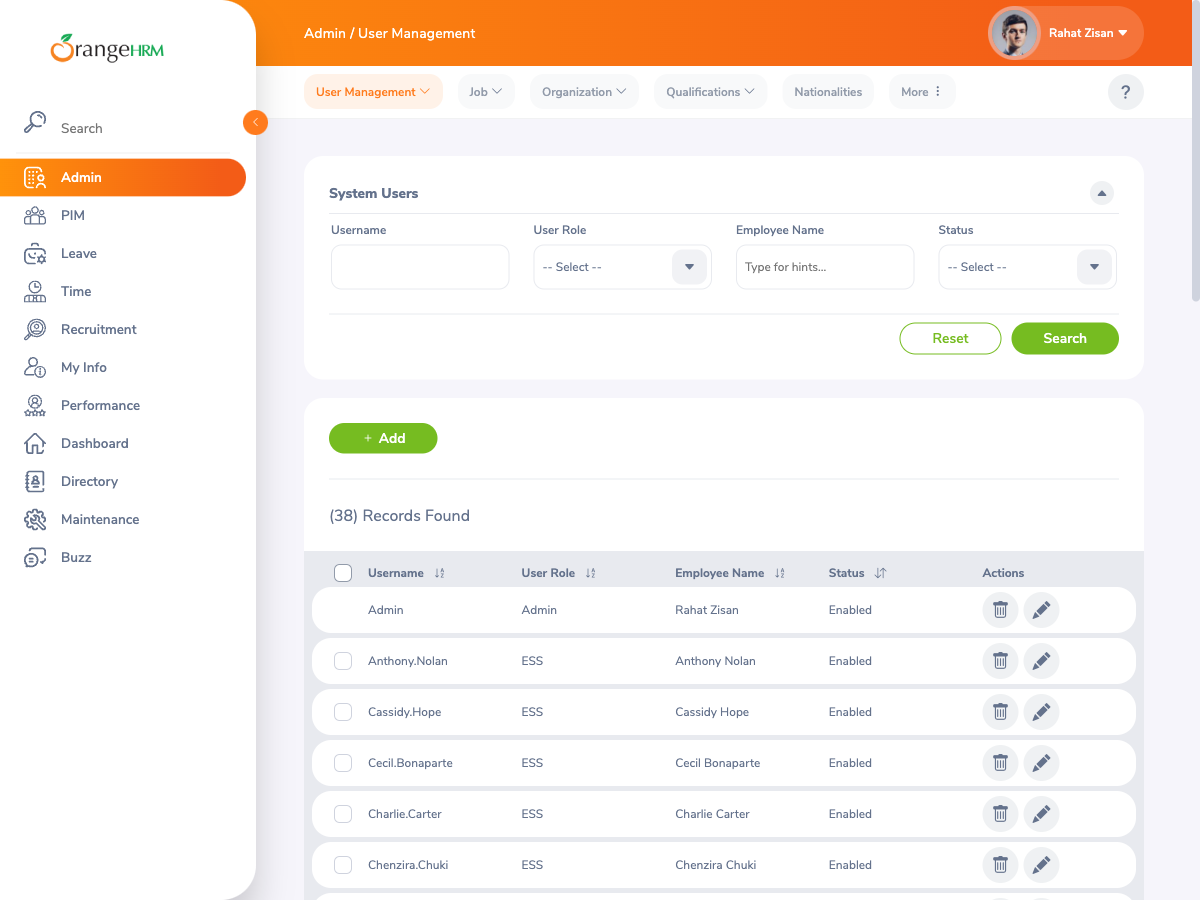 OrangeHRM
Admin / User Management
Rahat Zisan
Search
Admin
PIM
Leave
Time
Recruitment
My Info
Performance
Dashboard
Directory
Maintenance
Buzz
User Management
Job
Organization
Qualifications
Nationalities
More
?
System Users
Username
User Role
Employee Name
Status
-- Select --
Type for hints...
-- Select --
Reset
Search
+ Add
(38) Records Found
Username User Role Employee Name Status Actions
Admin Admin Rahat Zisan Enabled
Anthony.Nolan ESS Anthony Nolan Enabled
Cassidy.Hope ESS Cassidy Hope Enabled
Cecil.Bonaparte ESS Cecil Bonaparte Enabled
Charlie.Carter ESS Charlie Carter Enabled
Chenzira.Chuki ESS Chenzira Chuki Enabled